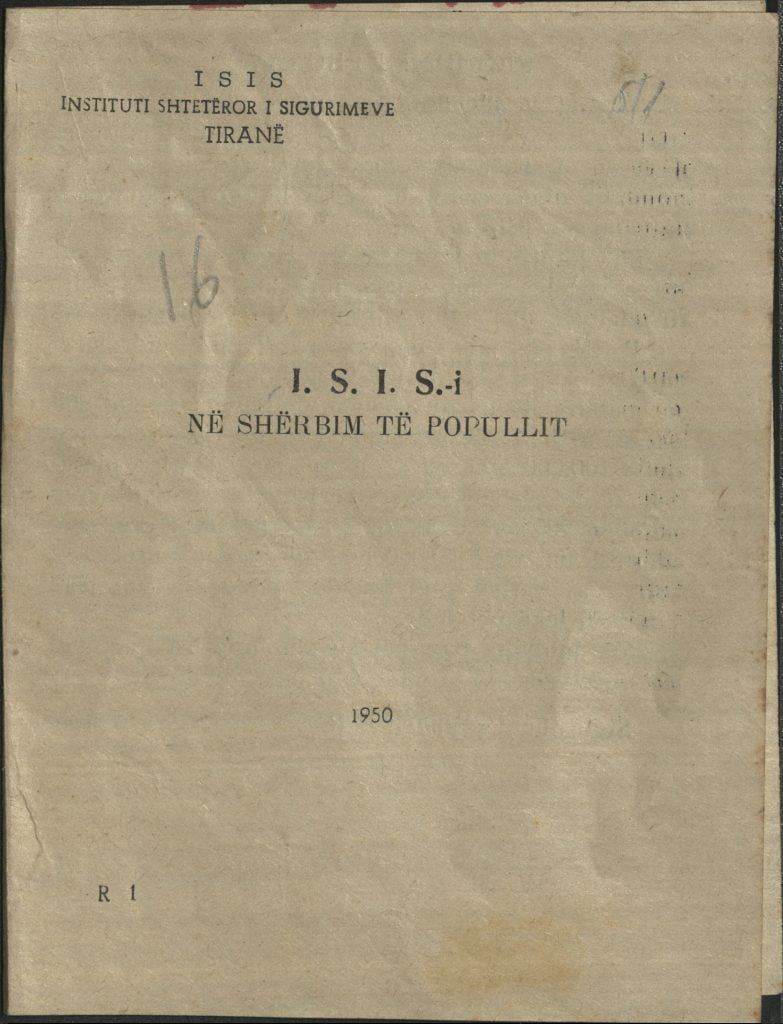 I S I S
INSTITUTI SHTETËROR I SIGURIMEVE
TIRANË
16
I. S. I. S.-i
NË SHËRBIM TË POPULLIT
1950
R 1